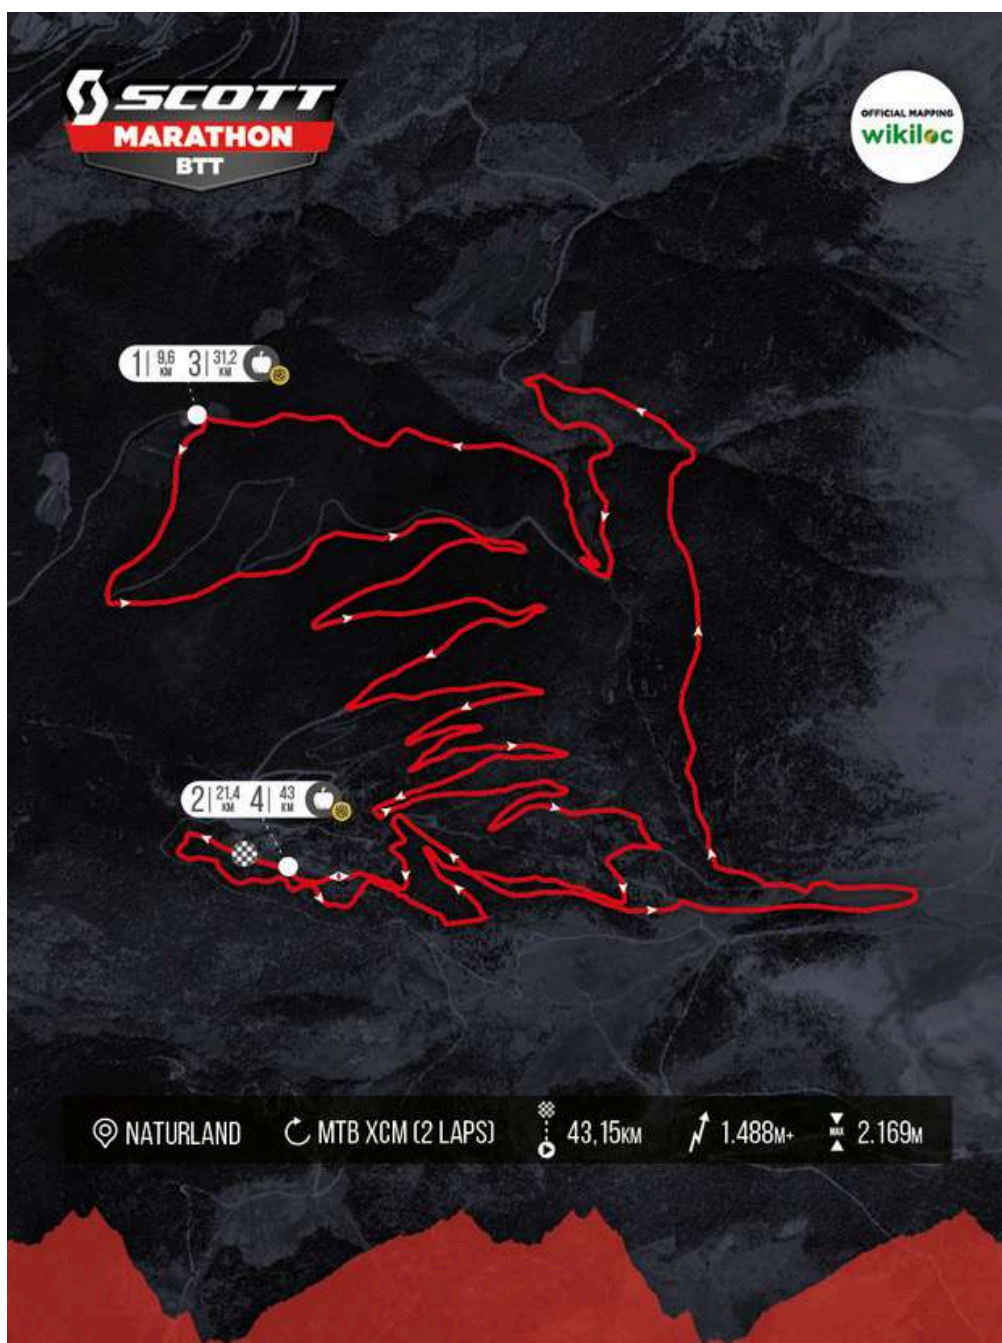 SCOTT
MARATHON
BTT
OFFICIAL MAPPING
wikiloc
1 | 9,6 KM 3 | 31,2 KM
2 | 21,4 KM 4 | 43 KM
NATURLAND MTB XCM (2 LAPS) 43,15KM 1.488M+ MAX 2.169M